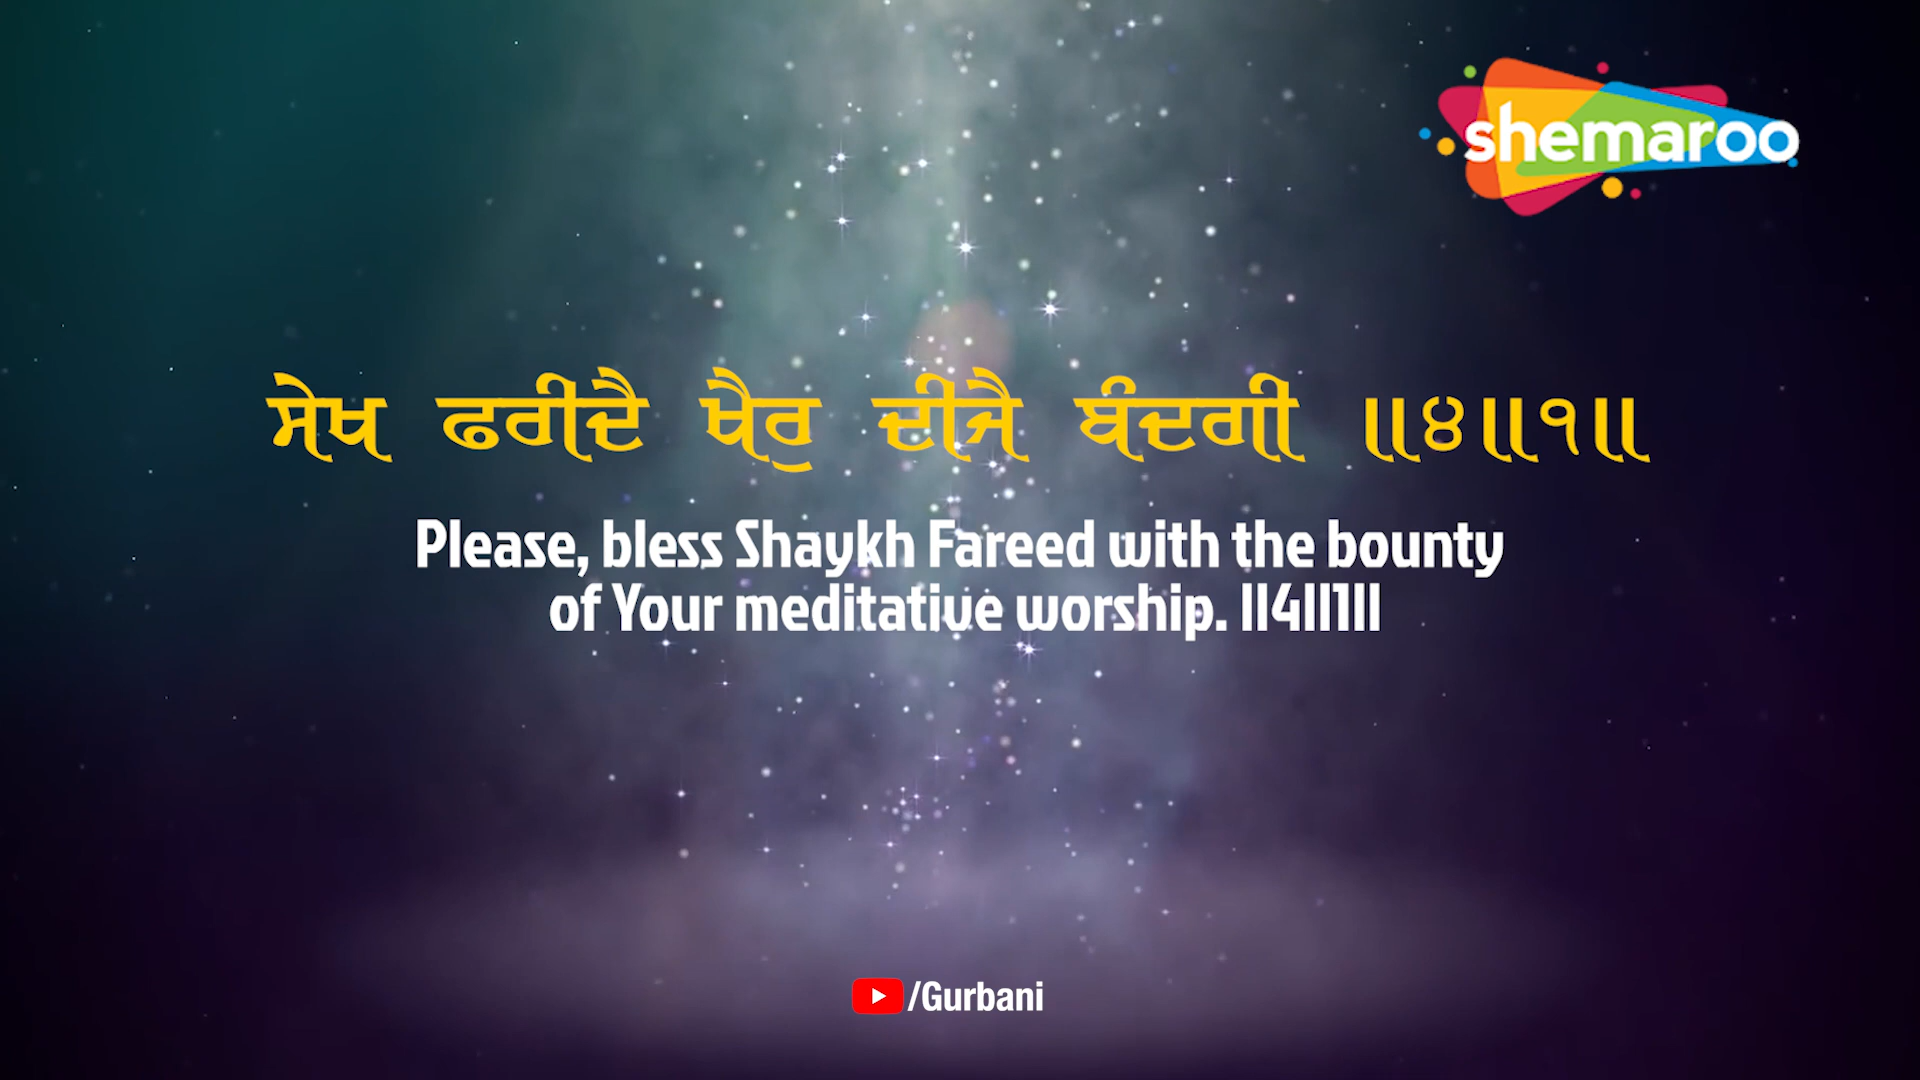 shemaroo
ਸੇਖ ਫਰੀਦੈ ਖੈਰੁ ਦੀਜੈ ਬੰਦਗੀ ॥੪॥੧॥
Please, bless Shaykh Fareed with the bounty
of Your meditative worship. ||4||1||
/Gurbani